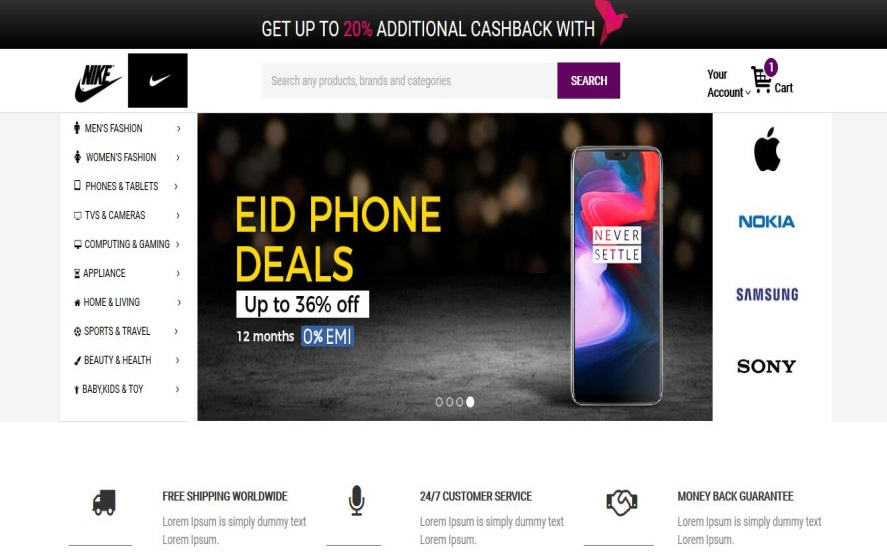 GET UP TO 20% ADDITIONAL CASHBACK WITH
NIKE
Search any products, brands and categories
SEARCH
Your
Account
1
Cart
MEN'S FASHION
WOMEN'S FASHION
PHONES & TABLETS
TVS & CAMERAS
COMPUTING & GAMING
APPLIANCE
HOME & LIVING
SPORTS & TRAVEL
BEAUTY & HEALTH
BABY,KIDS & TOY
EID PHONE
DEALS
Up to 36% off
12 months 0% EMI
NEVER
SETTLE
NOKIA
SAMSUNG
SONY
FREE SHIPPING WORLDWIDE
Lorem Ipsum is simply dummy text
Lorem Ipsum.
24/7 CUSTOMER SERVICE
Lorem Ipsum is simply dummy text
Lorem Ipsum.
MONEY BACK GUARANTEE
Lorem Ipsum is simply dummy text
Lorem Ipsum.